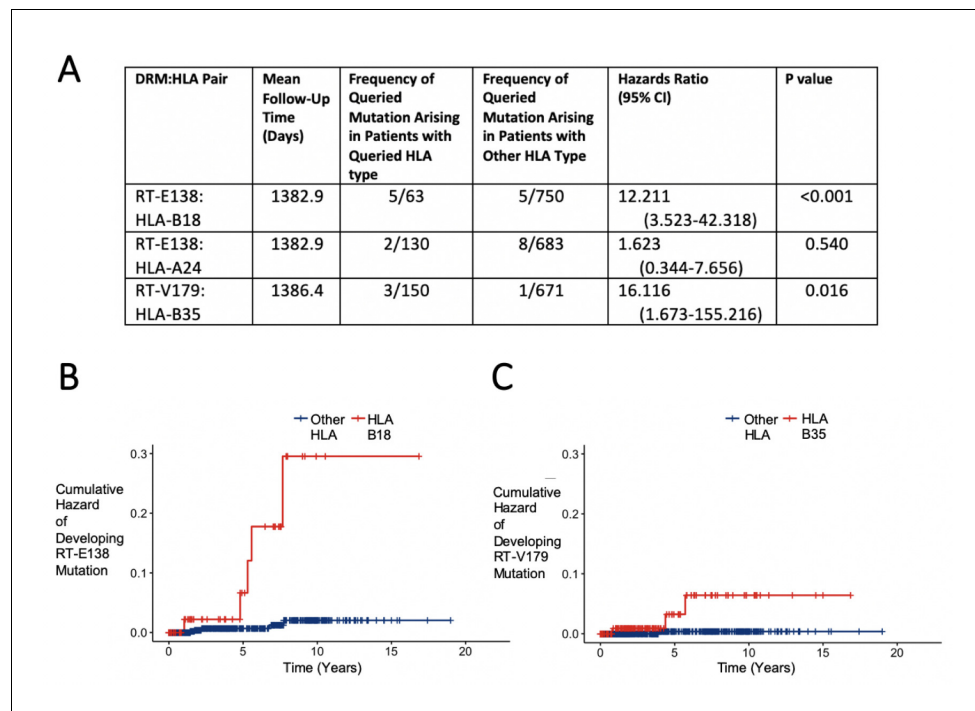 A
DRM:HLA Pair
Mean
Follow-Up
Time
(Days)
Frequency of
Queried
Mutation Arising
in Patients with
Queried HLA
type
Frequency of
Queried
Mutation Arising
in Patients with
Other HLA Type
Hazards Ratio
(95% CI)
P value
RT-E138:
HLA-B18
1382.9
5/63
5/750
12.211
(3.523-42.318)
<0.001
RT-E138:
HLA-A24
1382.9
2/130
8/683
1.623
(0.344-7.656)
0.540
RT-V179:
HLA-B35
1386.4
3/150
1/671
16.116
(1.673-155.216)
0.016
B
Other
HLA
HLA
B18
Cumulative
Hazard
of
Developing
RT-E138
Mutation
0.3
0.2
0.1
0.0
0 5 10 15 20
Time (Years)
C
Other
HLA
HLA
B35
Cumulative
Hazard
of
Developing
RT-V179
Mutation
0.3
0.2
0.1
0.0
0 5 10 15 20
Time (Years)